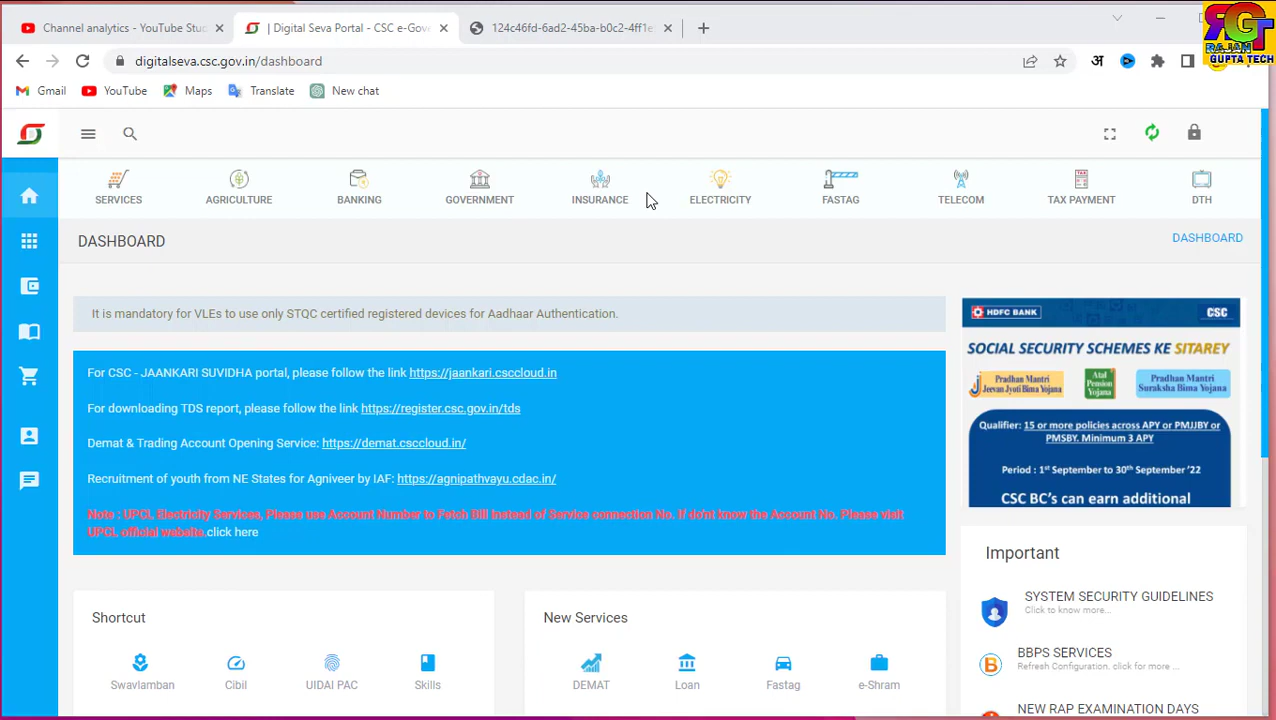 Channel analytics - YouTube Stu
| Digital Seva Portal - CSC e-Gove
124c46fd-6ad2-45ba-b0c2-4ff1e
RGT
RAJAN
GUPTA TECH
digitalseva.csc.gov.in/dashboard
अ
Gmail
YouTube
Maps
Translate
New chat
SERVICES
AGRICULTURE
BANKING
GOVERNMENT
INSURANCE
ELECTRICITY
FASTAG
TELECOM
TAX PAYMENT
DTH
DASHBOARD
DASHBOARD
It is mandatory for VLEs to use only STQC certified registered devices for Aadhaar Authentication.
For CSC - JAANKARI SUVIDHA portal, please follow the link https://jaankari.csccloud.in
For downloading TDS report, please follow the link https://register.csc.gov.in/tds
Demat & Trading Account Opening Service: https://demat.csccloud.in/
Recruitment of youth from NE States for Agniveer by IAF: https://agnipathvayu.cdac.in/
Note : UPCL Electricity Services, Please use Account Number to Fetch Bill instead of Service connection No. If do'nt know the Account No. Please visit
UPCL official website.click here
HDFC BANK
CSC
SOCIAL SECURITY SCHEMES KE SITAREY
Pradhan Mantri
Jeevan Jyoti Bima Yojana
Atal
Pension
Yojana
Pradhan Mantri
Suraksha Bima Yojana
Qualifier: 15 or more policies across APY or PMJJBY or
PMSBY. Minimum 3 APY
Period : 1st September to 30th September '22
CSC BC's can earn additional
Important
SYSTEM SECURITY GUIDELINES
Click to know more...
BBPS SERVICES
Refresh Configuration. click for more ...
NEW RAP EXAMINATION DAYS
Shortcut
Swavlamban
Cibil
UIDAI PAC
Skills
New Services
DEMAT
Loan
Fastag
e-Shram